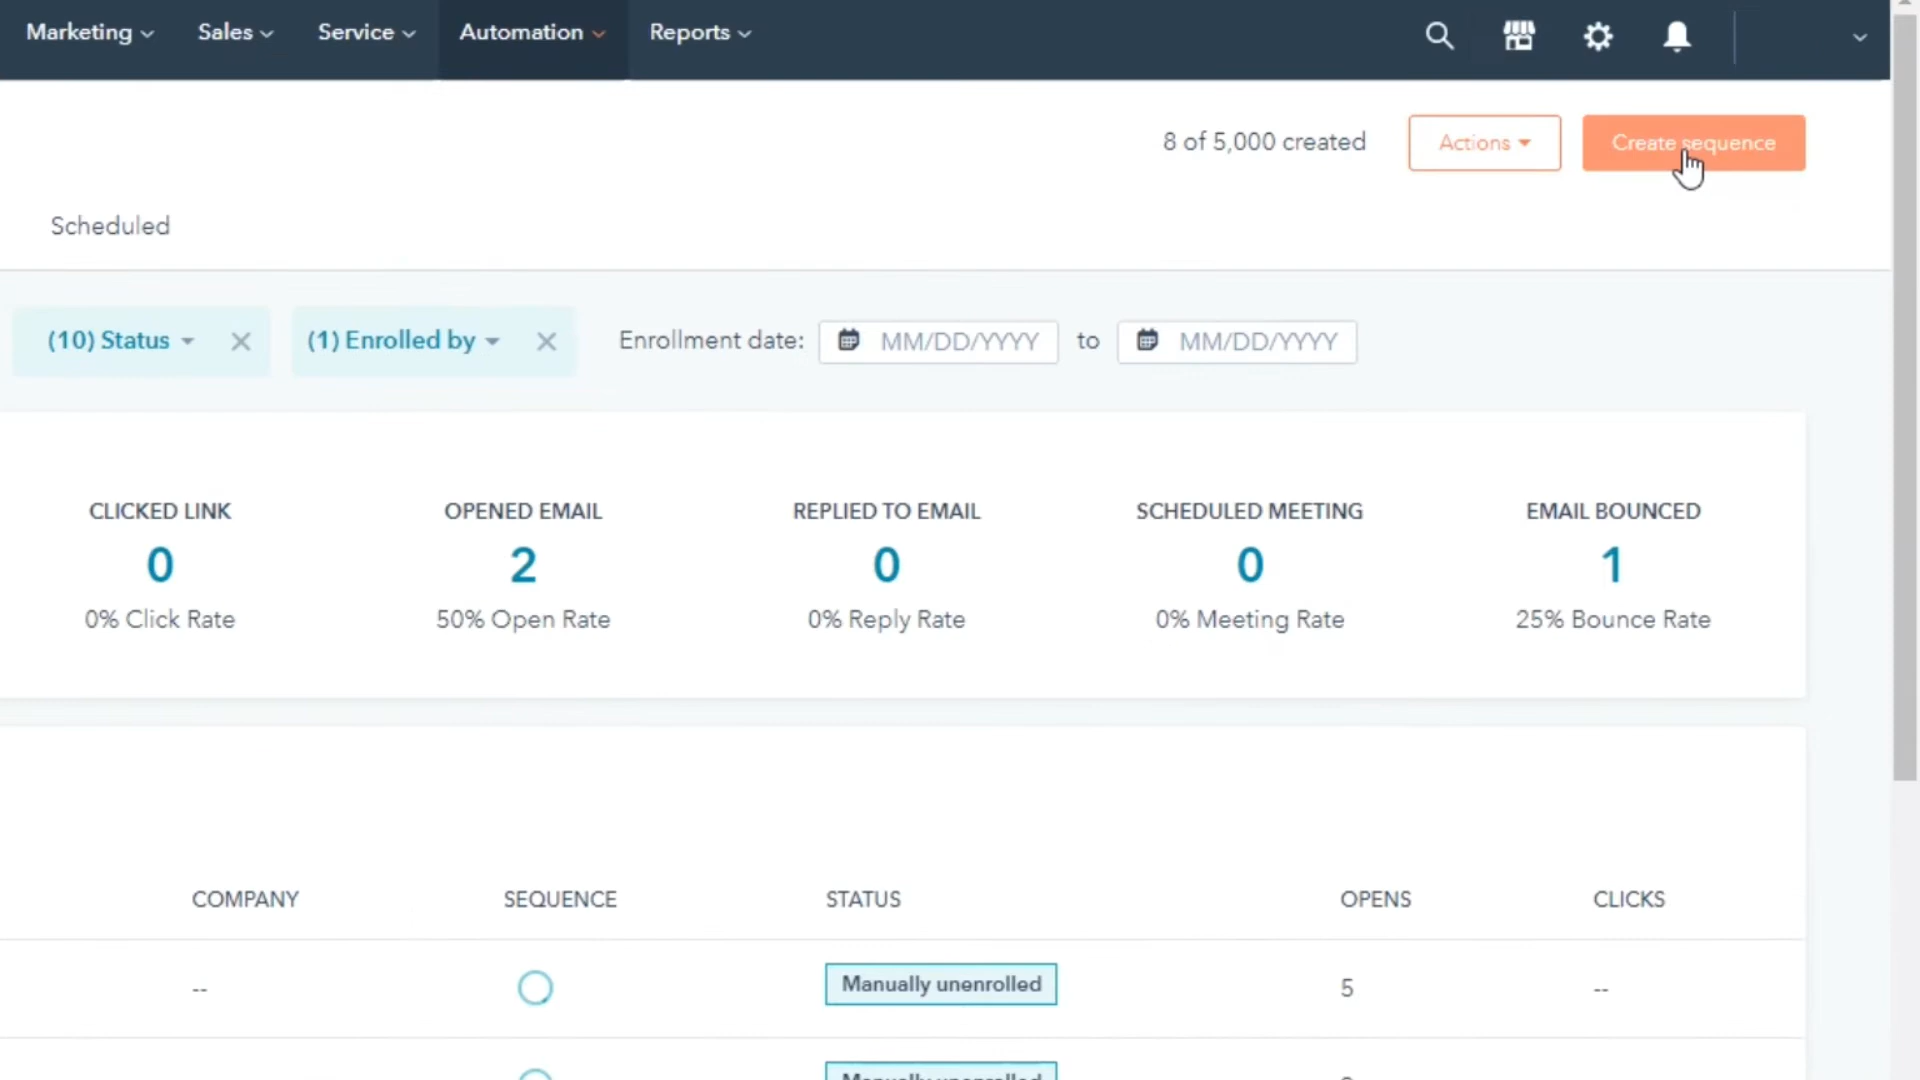 Marketing Sales Service Automation Reports
8 of 5,000 created Actions Create sequence
Scheduled
(10) Status (1) Enrolled by Enrollment date: MM/DD/YYYY to MM/DD/YYYY
CLICKED LINK OPENED EMAIL REPLIED TO EMAIL SCHEDULED MEETING EMAIL BOUNCED
0 2 0 0 1
0% Click Rate 50% Open Rate 0% Reply Rate 0% Meeting Rate 25% Bounce Rate
COMPANY SEQUENCE STATUS OPENS CLICKS
-- Manually unenrolled 5 --
Manually unenrolled